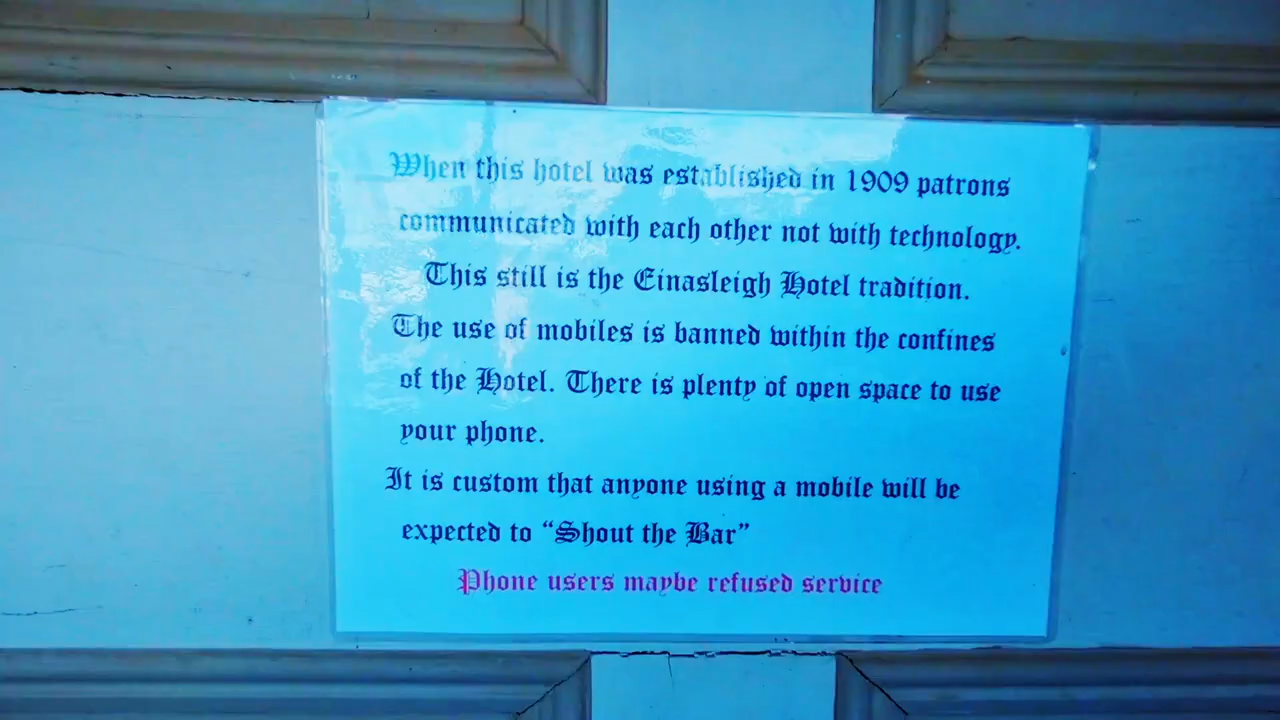 When this hotel was established in 1909 patrons
communicated with each other not with technology.
This still is the Einasleigh Hotel tradition.
The use of mobiles is banned within the confines
of the Hotel. There is plenty of open space to use
your phone.
It is custom that anyone using a mobile will be
expected to “Shout the Bar”
Phone users maybe refused service